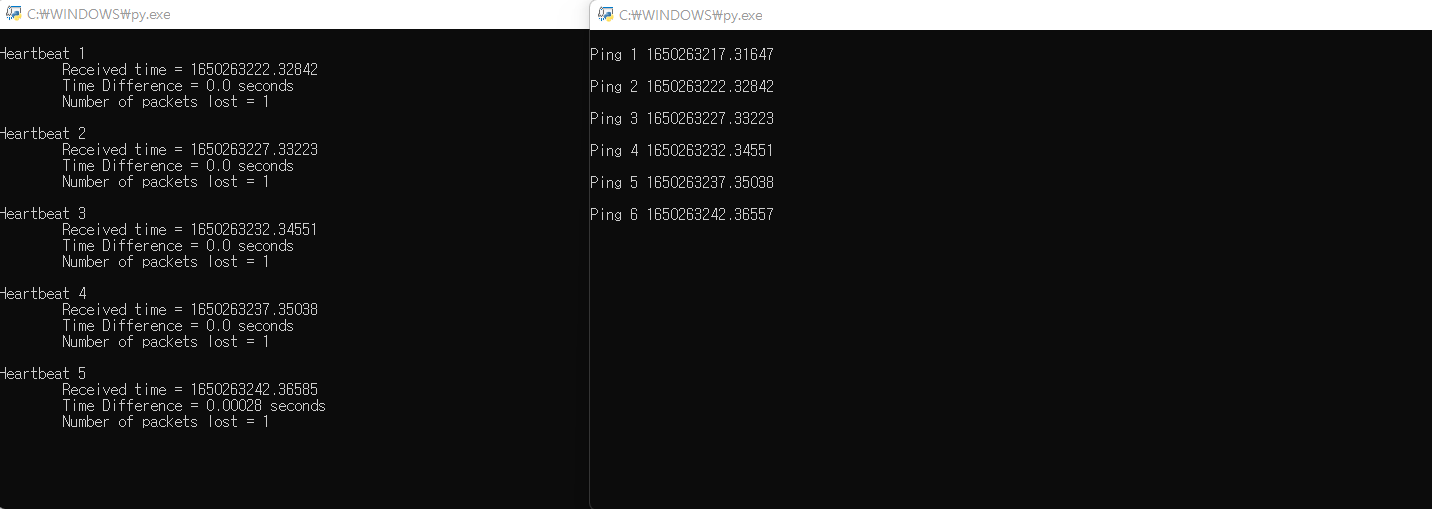 C:￦WINDOWS￦py.exe
Heartbeat 1
Received time = 1650263222.32842
Time Difference = 0.0 seconds
Number of packets lost = 1
Heartbeat 2
Received time = 1650263227.33223
Time Difference = 0.0 seconds
Number of packets lost = 1
Heartbeat 3
Received time = 1650263232.34551
Time Difference = 0.0 seconds
Number of packets lost = 1
Heartbeat 4
Received time = 1650263237.35038
Time Difference = 0.0 seconds
Number of packets lost = 1
Heartbeat 5
Received time = 1650263242.36585
Time Difference = 0.00028 seconds
Number of packets lost = 1
C:￦WINDOWS￦py.exe
Ping 1 1650263217.31647
Ping 2 1650263222.32842
Ping 3 1650263227.33223
Ping 4 1650263232.34551
Ping 5 1650263237.35038
Ping 6 1650263242.36557